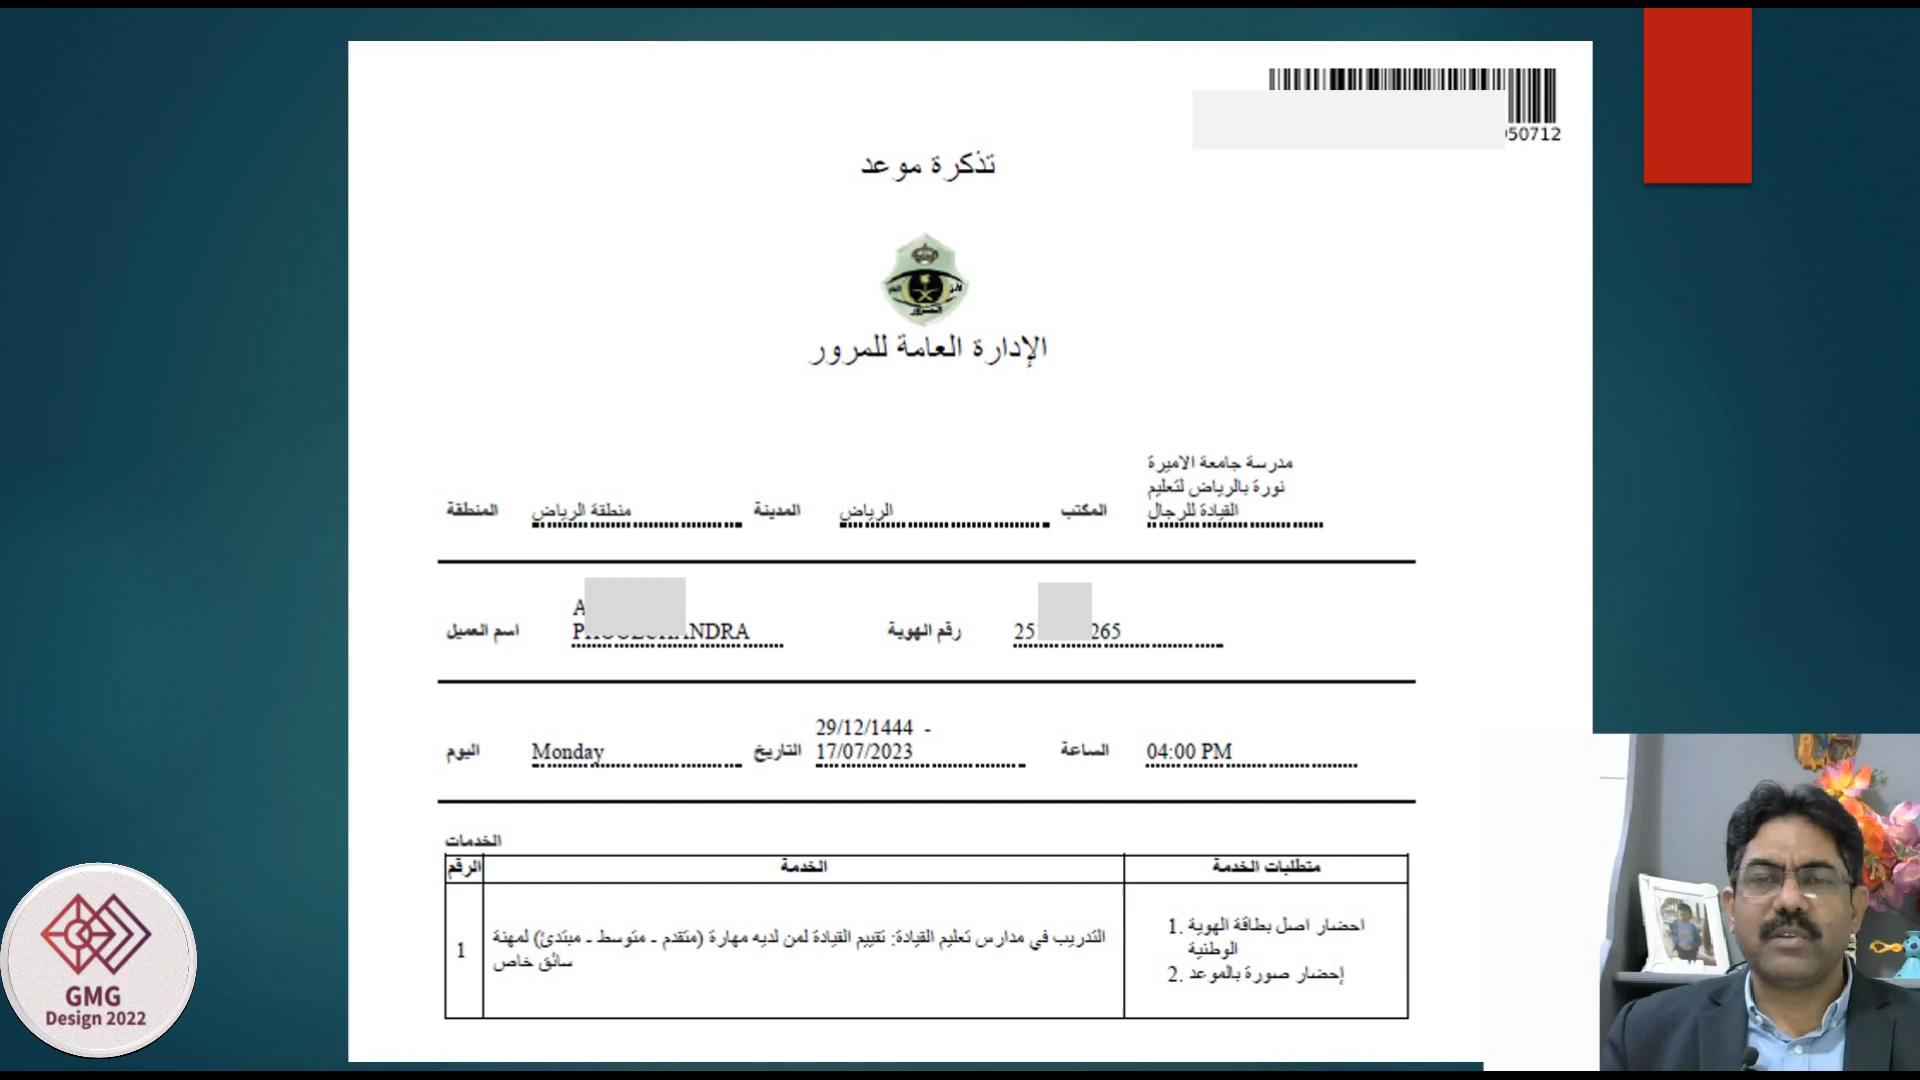 50712
تذكرة موعد
الإدارة العامة للمرور
المنطقة منطقة الرياض المدينة الرياض المكتب مدرسة جامعة الاميرة
نورة بالرياض لتعليم
القيادة للرجال
اسم العميل A
NDRA رقم الهوية 25 265
اليوم Monday التاريخ 29/12/1444 -
17/07/2023 الساعة 04:00 PM
الخدمات
الرقم الخدمة متطلبات الخدمة
1 التدريب في مدارس تعليم القيادة: تقييم القيادة لمن لديه مهارة (متقدم - متوسط - مبتدئ) لمهنة
سائق خاص
1. احضار اصل بطاقة الهوية
الوطنية
2. إحضار صورة بالموعد
GMG
Design 2022